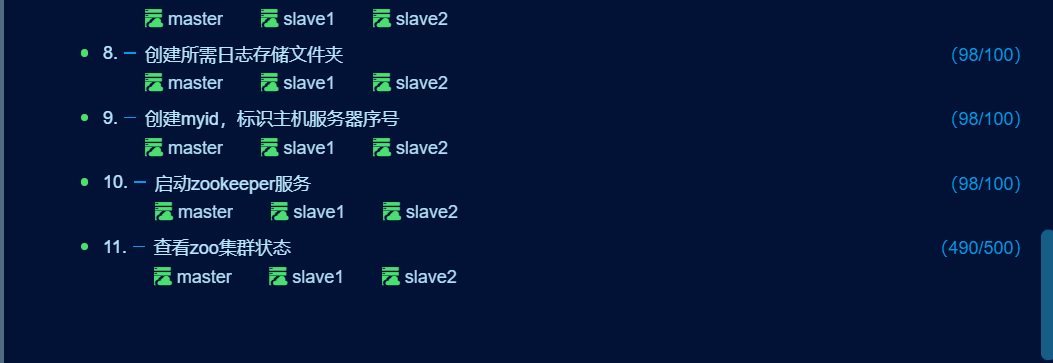 master slave1 slave2
8. 创建所需日志存储文件夹 (98/100)
master slave1 slave2
9. 创建myid，标识主机服务器序号 (98/100)
master slave1 slave2
10. 启动zookeeper服务 (98/100)
master slave1 slave2
11. 查看zoo集群状态 (490/500)
master slave1 slave2